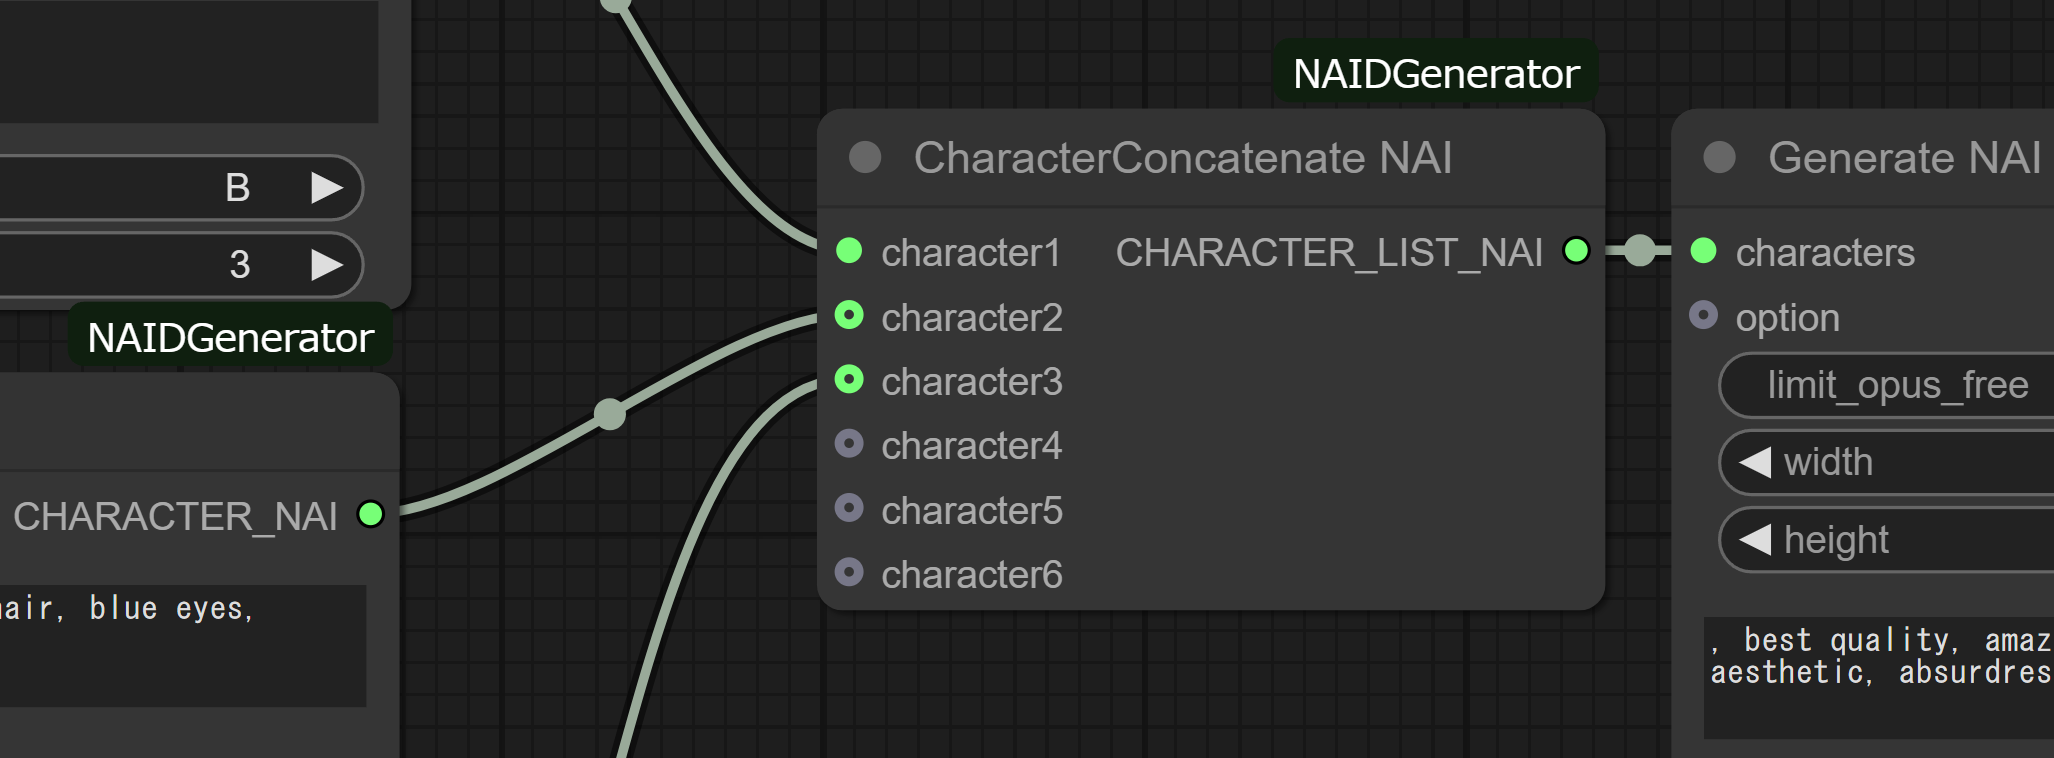 B
3
NAIDGenerator
CHARACTER_NAI
hair, blue eyes,
NAIDGenerator
CharacterConcatenate NAI
character1
CHARACTER_LIST_NAI
character2
character3
character4
character5
character6
Generate NAI
characters
option
limit_opus_free
width
height
, best quality, amaz
aesthetic, absurdres